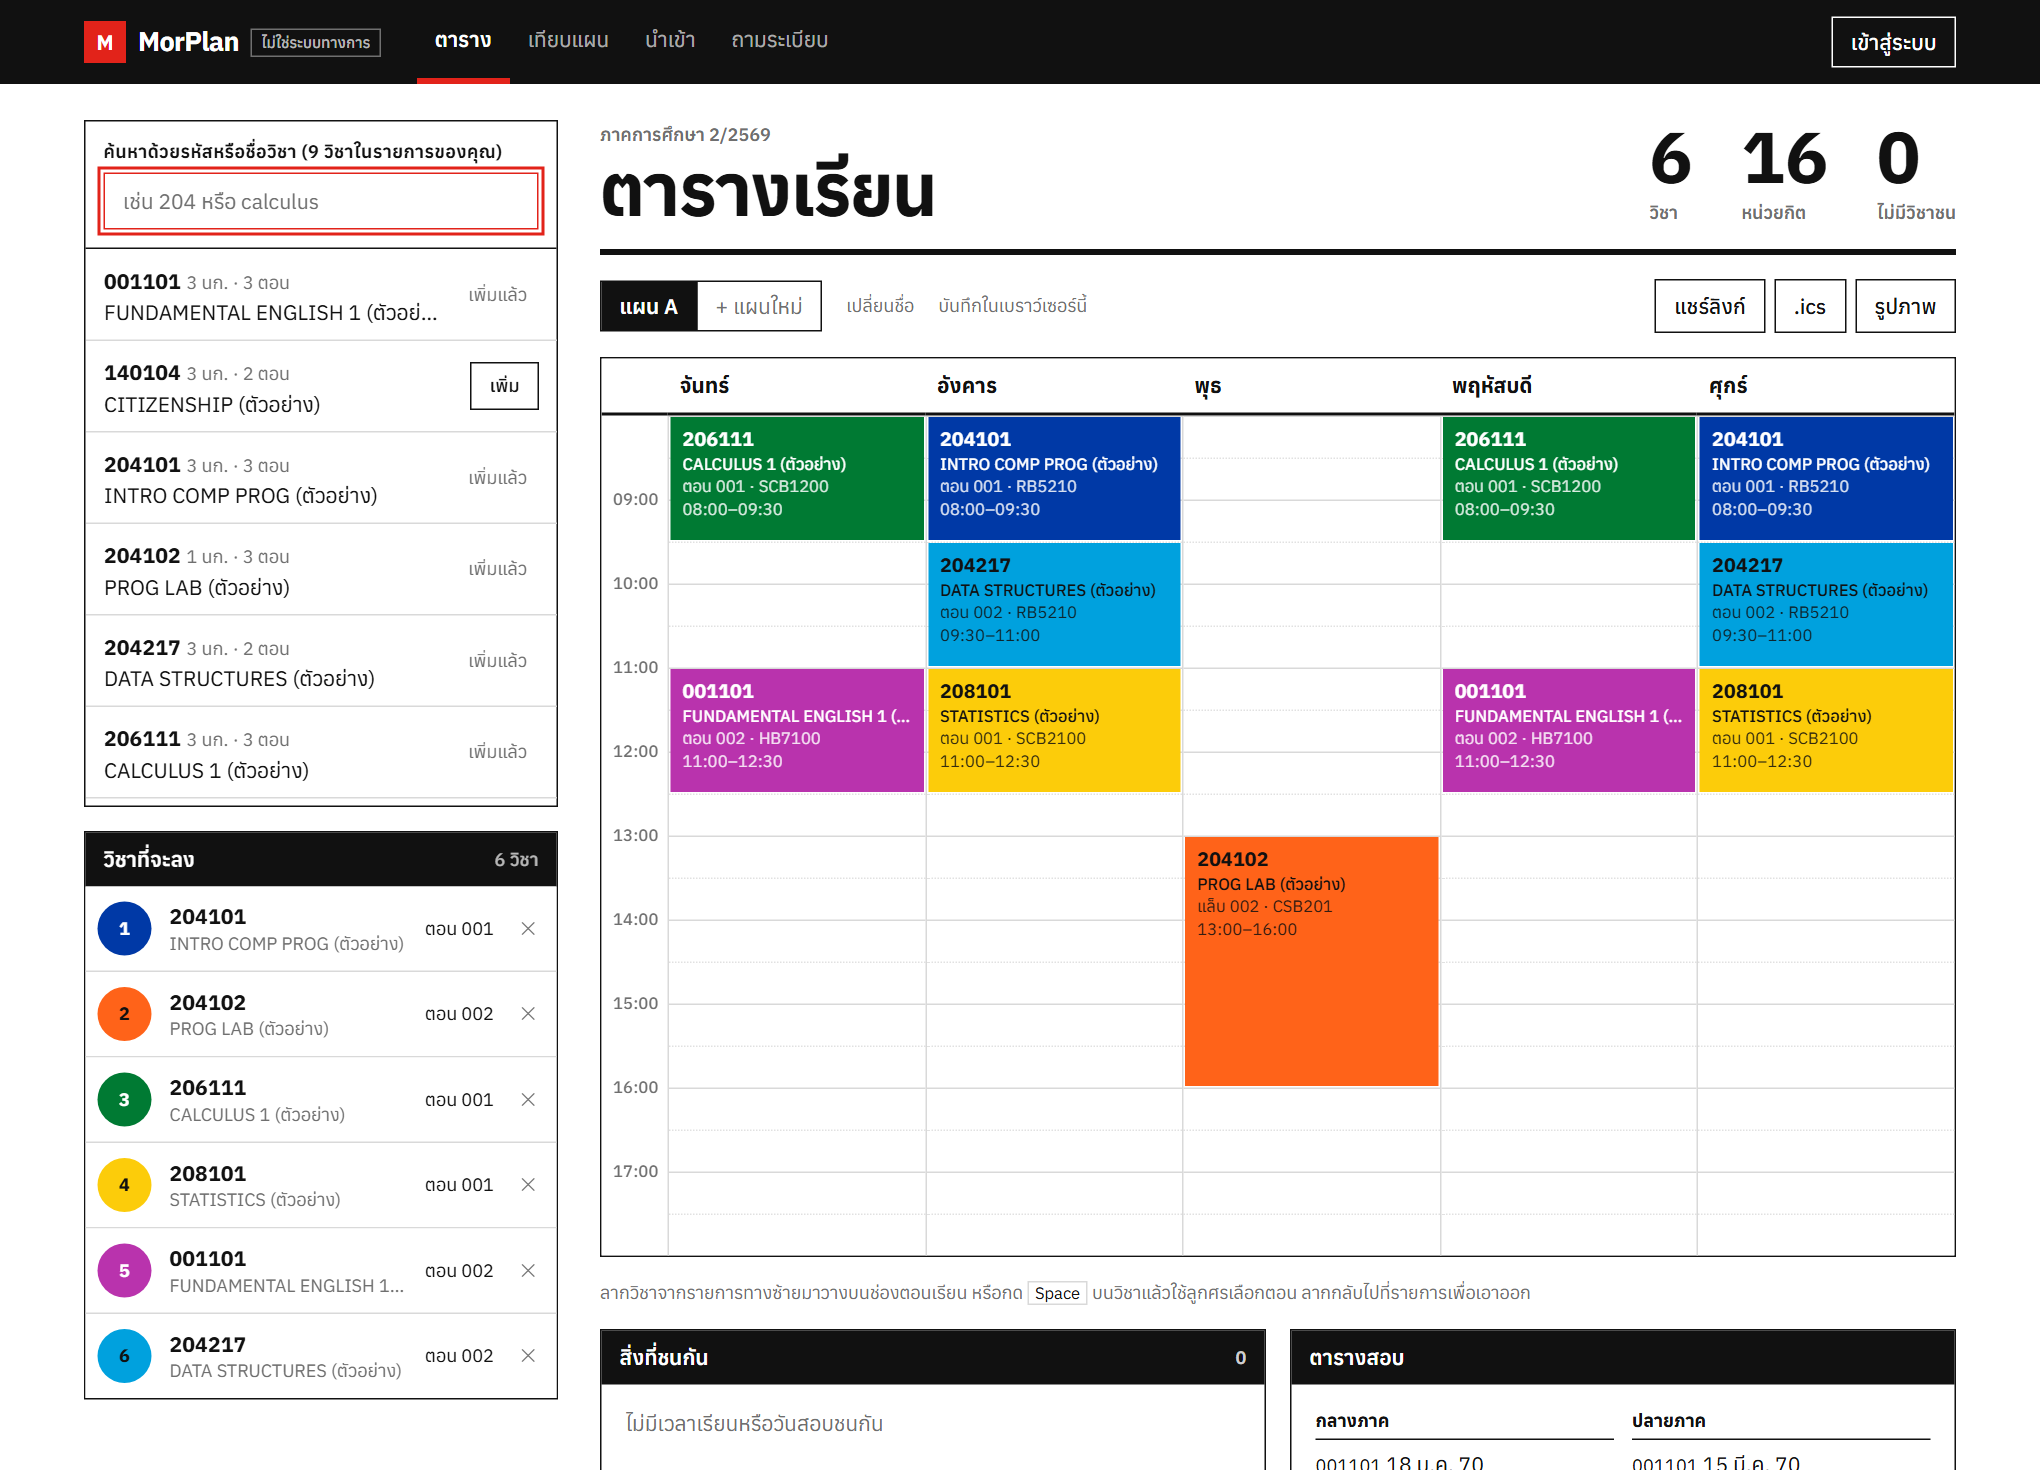 M MorPlan ไม่ใช่ระบบทางการ ตาราง เทียบแผน นำเข้า ถามระเบียบ เข้าสู่ระบบ
ค้นหาด้วยรหัสหรือชื่อวิชา (9 วิชาในรายการของคุณ)
เช่น 204 หรือ calculus
001101 3 นก. · 3 ตอน
FUNDAMENTAL ENGLISH 1 (ตัวอย่...
เพิ่มแล้ว
140104 3 นก. · 2 ตอน
CITIZENSHIP (ตัวอย่าง)
เพิ่ม
204101 3 นก. · 3 ตอน
INTRO COMP PROG (ตัวอย่าง)
เพิ่มแล้ว
204102 1 นก. · 3 ตอน
PROG LAB (ตัวอย่าง)
เพิ่มแล้ว
204217 3 นก. · 2 ตอน
DATA STRUCTURES (ตัวอย่าง)
เพิ่มแล้ว
206111 3 นก. · 3 ตอน
CALCULUS 1 (ตัวอย่าง)
เพิ่มแล้ว
วิชาที่จะลง 6 วิชา
1 204101
INTRO COMP PROG (ตัวอย่าง)
ตอน 001 ×
2 204102
PROG LAB (ตัวอย่าง)
ตอน 002 ×
3 206111
CALCULUS 1 (ตัวอย่าง)
ตอน 001 ×
4 208101
STATISTICS (ตัวอย่าง)
ตอน 001 ×
5 001101
FUNDAMENTAL ENGLISH 1...
ตอน 002 ×
6 204217
DATA STRUCTURES (ตัวอย่าง)
ตอน 002 ×
ภาคการศึกษา 2/2569
ตารางเรียน
6 วิชา
16 หน่วยกิต
0 ไม่มีวิชาชน
แผน A + แผนใหม่ เปลี่ยนชื่อ บันทึกในเบราว์เซอร์นี้ แชร์ลิงก์ .ics รูปภาพ
จันทร์ อังคาร พุธ พฤหัสบดี ศุกร์
09:00
10:00
11:00
12:00
13:00
14:00
15:00
16:00
17:00
206111
CALCULUS 1 (ตัวอย่าง)
ตอน 001 · SCB1200
08:00–09:30
001101
FUNDAMENTAL ENGLISH 1 (...
ตอน 002 · HB7100
11:00–12:30
204101
INTRO COMP PROG (ตัวอย่าง)
ตอน 001 · RB5210
08:00–09:30
204217
DATA STRUCTURES (ตัวอย่าง)
ตอน 002 · RB5210
09:30–11:00
208101
STATISTICS (ตัวอย่าง)
ตอน 001 · SCB2100
11:00–12:30
204102
PROG LAB (ตัวอย่าง)
แล็บ 002 · CSB201
13:00–16:00
206111
CALCULUS 1 (ตัวอย่าง)
ตอน 001 · SCB1200
08:00–09:30
001101
FUNDAMENTAL ENGLISH 1 (...
ตอน 002 · HB7100
11:00–12:30
204101
INTRO COMP PROG (ตัวอย่าง)
ตอน 001 · RB5210
08:00–09:30
204217
DATA STRUCTURES (ตัวอย่าง)
ตอน 002 · RB5210
09:30–11:00
208101
STATISTICS (ตัวอย่าง)
ตอน 001 · SCB2100
11:00–12:30
ลากวิชาจากรายการทางซ้ายมาวางบนช่องตอนเรียน หรือกด Space บนวิชาแล้วใช้ลูกศรเลือกตอน ลากกลับไปที่รายการเพื่อเอาออก
สิ่งที่ชนกัน 0
ไม่มีเวลาเรียนหรือวันสอบชนกัน
ตารางสอบ
กลางภาค
001101 18 ม.ค. 70
ปลายภาค
001101 15 มี.ค. 70